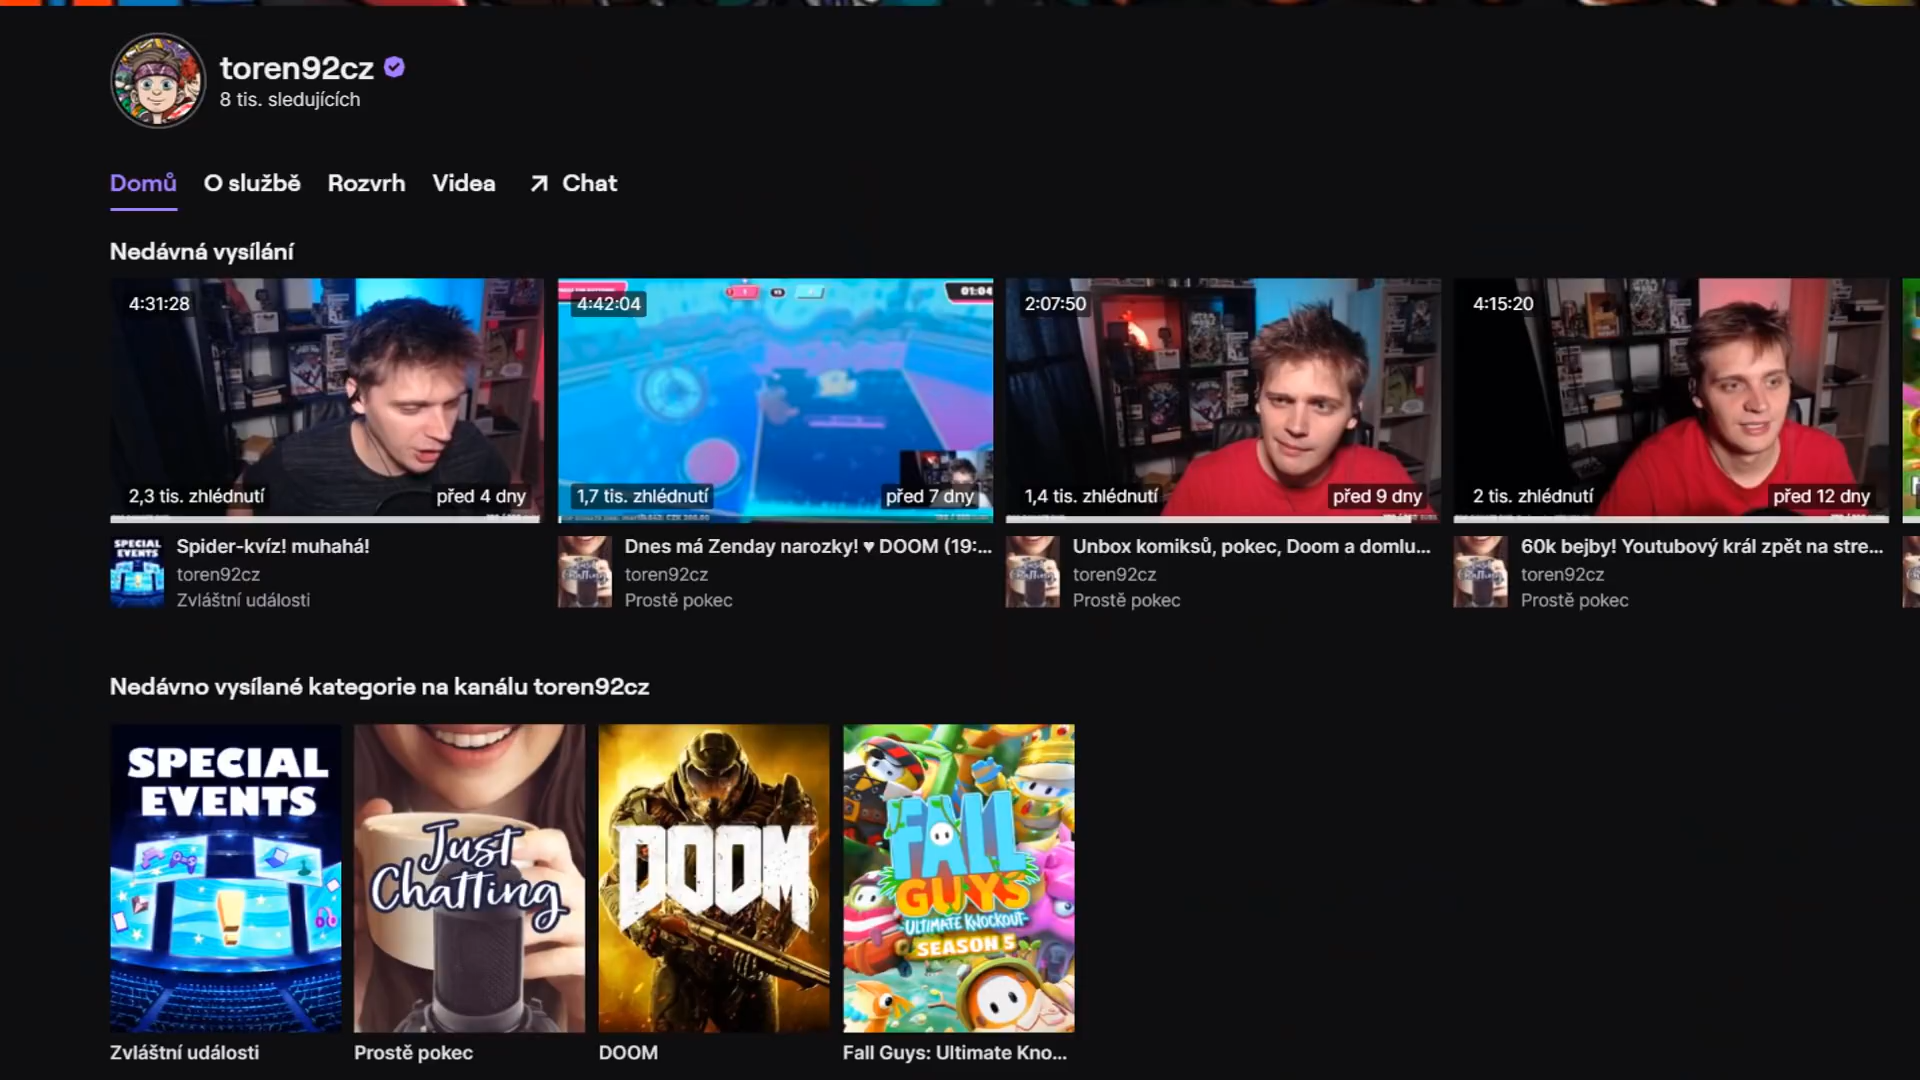 toren92cz
8 tis. sledujících
Domů
O službě
Rozvrh
Videa
Chat
Nedávná vysílání
4:31:28
2,3 tis. zhlédnutí
před 4 dny
4:42:04
01:04
1,7 tis. zhlédnutí
před 7 dny
2:07:50
1,4 tis. zhlédnutí
před 9 dny
4:15:20
2 tis. zhlédnutí
před 12 dny
SPECIAL
EVENTS
Spider-kvíz! muhahá!
toren92cz
Zvláštní události
Dnes má Zenday narozky! ♥ DOOM (19:...
toren92cz
Prostě pokec
Unbox komiksů, pokec, Doom a domlu...
toren92cz
Prostě pokec
60k bejby! Youtubový král zpět na stre...
toren92cz
Prostě pokec
Nedávno vysílané kategorie na kanálu toren92cz
SPECIAL
EVENTS
Just
Chatting
DOOM
FALL
GUYS
ULTIMATE KNOCKOUT
SEASON 5
Zvláštní události
Prostě pokec
DOOM
Fall Guys: Ultimate Kno...